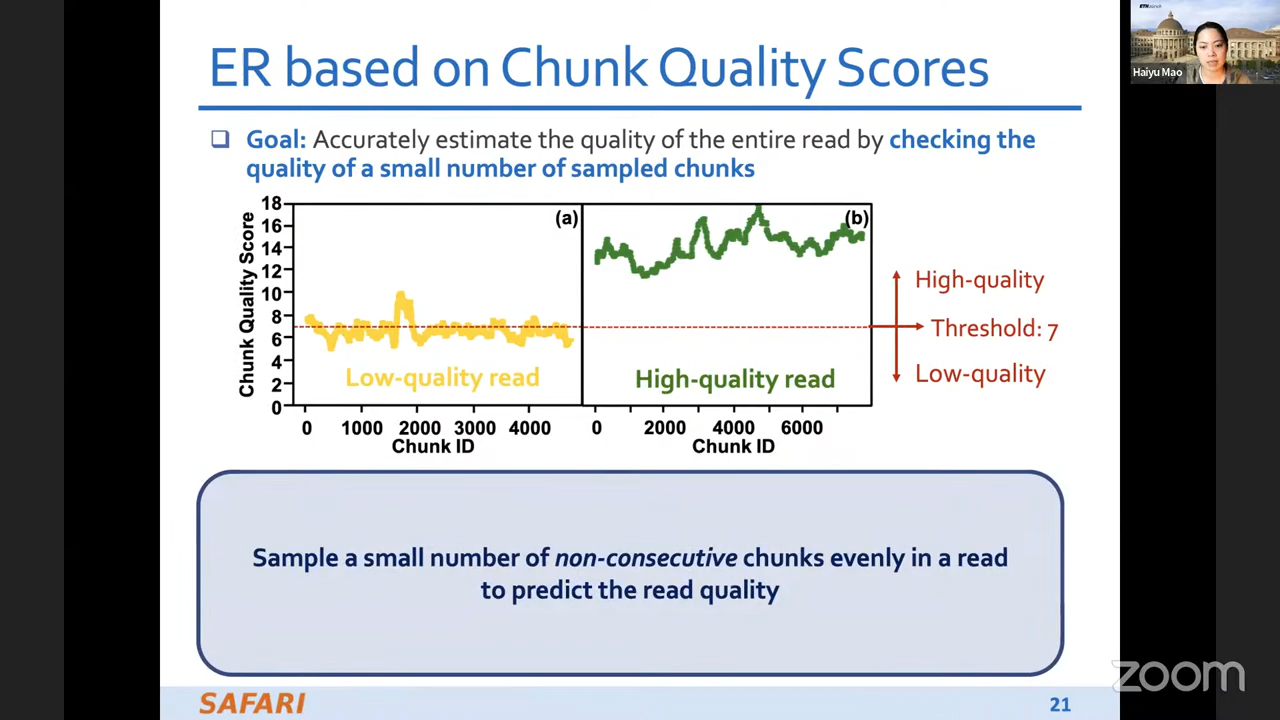 ER based on Chunk Quality Scores
Goal: Accurately estimate the quality of the entire read by checking the
quality of a small number of sampled chunks
Chunk Quality Score
18
16
14
12
10
8
6
4
2
0
(a)
(b)
Low-quality read
High-quality read
High-quality
Threshold: 7
Low-quality
0 1000 2000 3000 4000
0 2000 4000 6000
Chunk ID
Chunk ID
Sample a small number of non-consecutive chunks evenly in a read
to predict the read quality
SAFARI
21
ETH zürich
Haiyu Mao
zoom